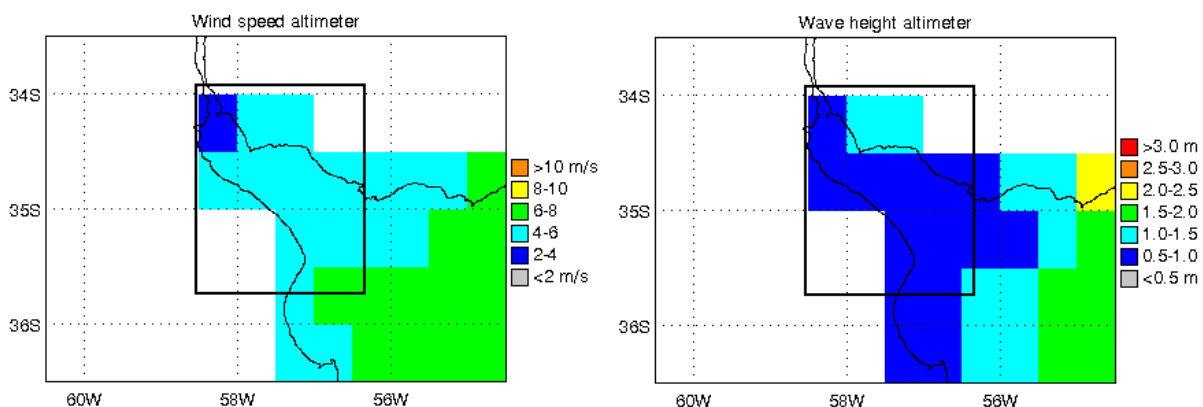 Wind speed altimeter
34S
35S
36S
60W
58W
56W
>10 m/s
8-10
6-8
4-6
2-4
<2 m/s
Wave height altimeter
34S
35S
36S
60W
58W
56W
>3.0 m
2.5-3.0
2.0-2.5
1.5-2.0
1.0-1.5
0.5-1.0
<0.5 m